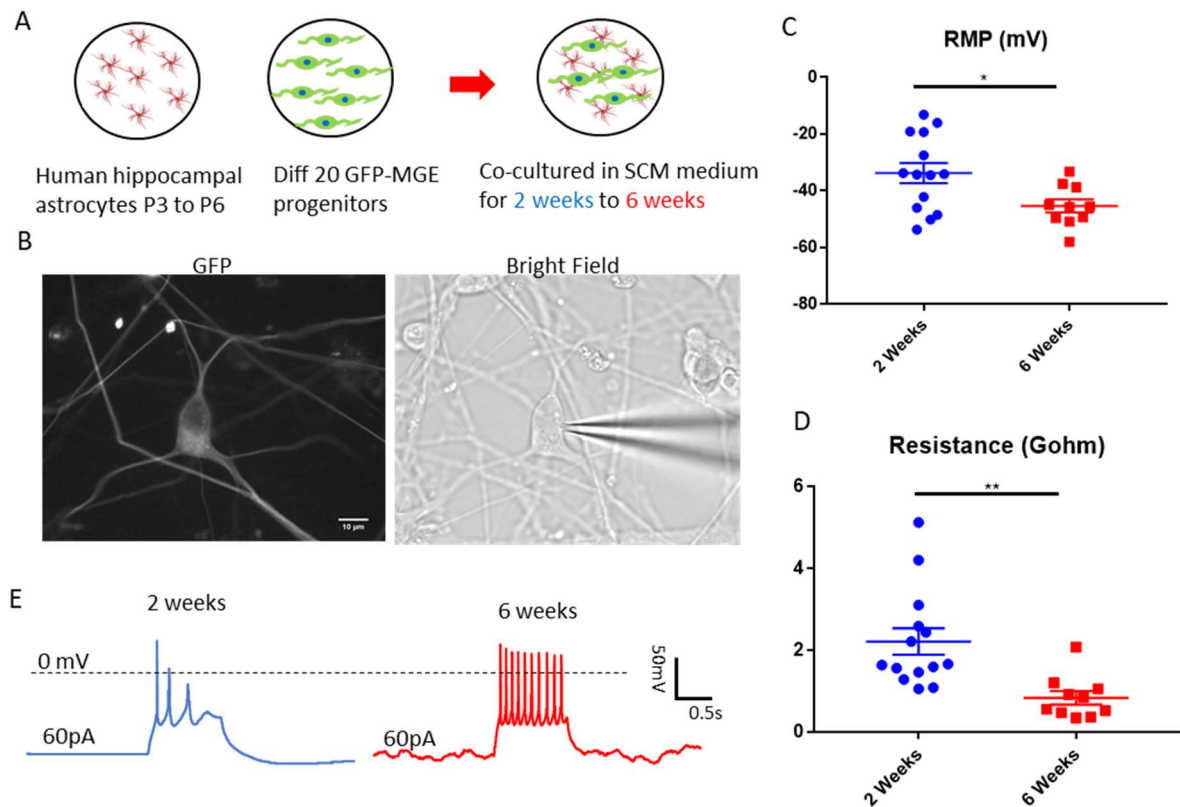 A
Human hippocampal
astrocytes P3 to P6
Diff 20 GFP-MGE
progenitors
Co-cultured in SCM medium
for 2 weeks to 6 weeks
B
GFP
Bright Field
10 µm
C
RMP (mV)
*
-0
-20
-40
-60
-80
2 Weeks
6 Weeks
D
Resistance (Gohm)
**
6
4
2
0
2 Weeks
6 Weeks
E
2 weeks
6 weeks
0 mV
50mV
0.5s
60pA
60pA